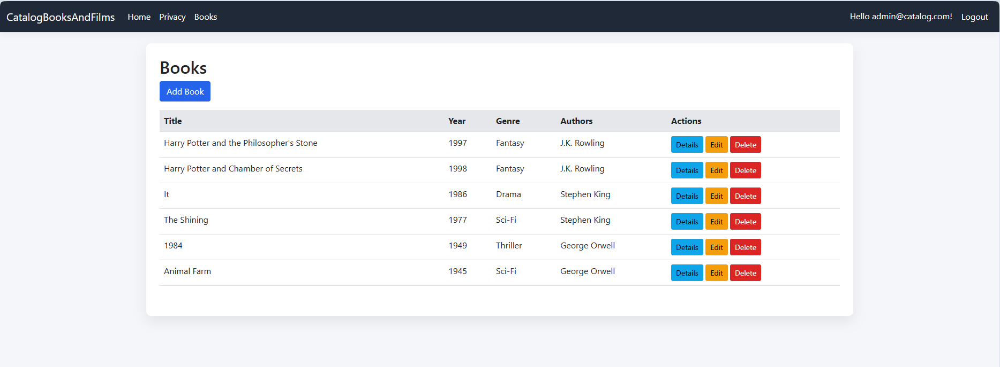 CatalogBooksAndFilms Home Privacy Books Hello admin@catalog.com! Logout
Books
Add Book
Title Year Genre Authors Actions
Harry Potter and the Philosopher's Stone 1997 Fantasy J.K. Rowling Details Edit Delete
Harry Potter and Chamber of Secrets 1998 Fantasy J.K. Rowling Details Edit Delete
It 1986 Drama Stephen King Details Edit Delete
The Shining 1977 Sci-Fi Stephen King Details Edit Delete
1984 1949 Thriller George Orwell Details Edit Delete
Animal Farm 1945 Sci-Fi George Orwell Details Edit Delete